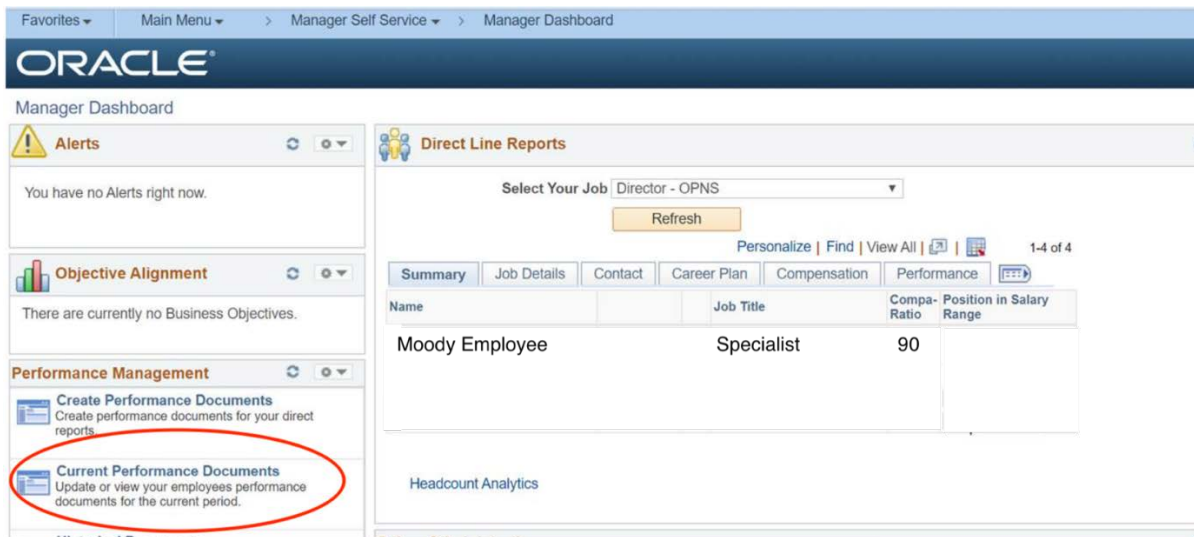 Favorites Main Menu > Manager Self Service > Manager Dashboard
ORACLE
Manager Dashboard
Alerts
You have no Alerts right now.
Objective Alignment
There are currently no Business Objectives.
Performance Management
Create Performance Documents
Create performance documents for your direct
reports.
Current Performance Documents
Update or view your employees performance
documents for the current period.
Direct Line Reports
Select Your Job Director - OPNS
Refresh
Personalize | Find | View All | | 1-4 of 4
Summary Job Details Contact Career Plan Compensation Performance
Name Job Title Compa- Position in Salary
Ratio Range
Moody Employee Specialist 90
Headcount Analytics